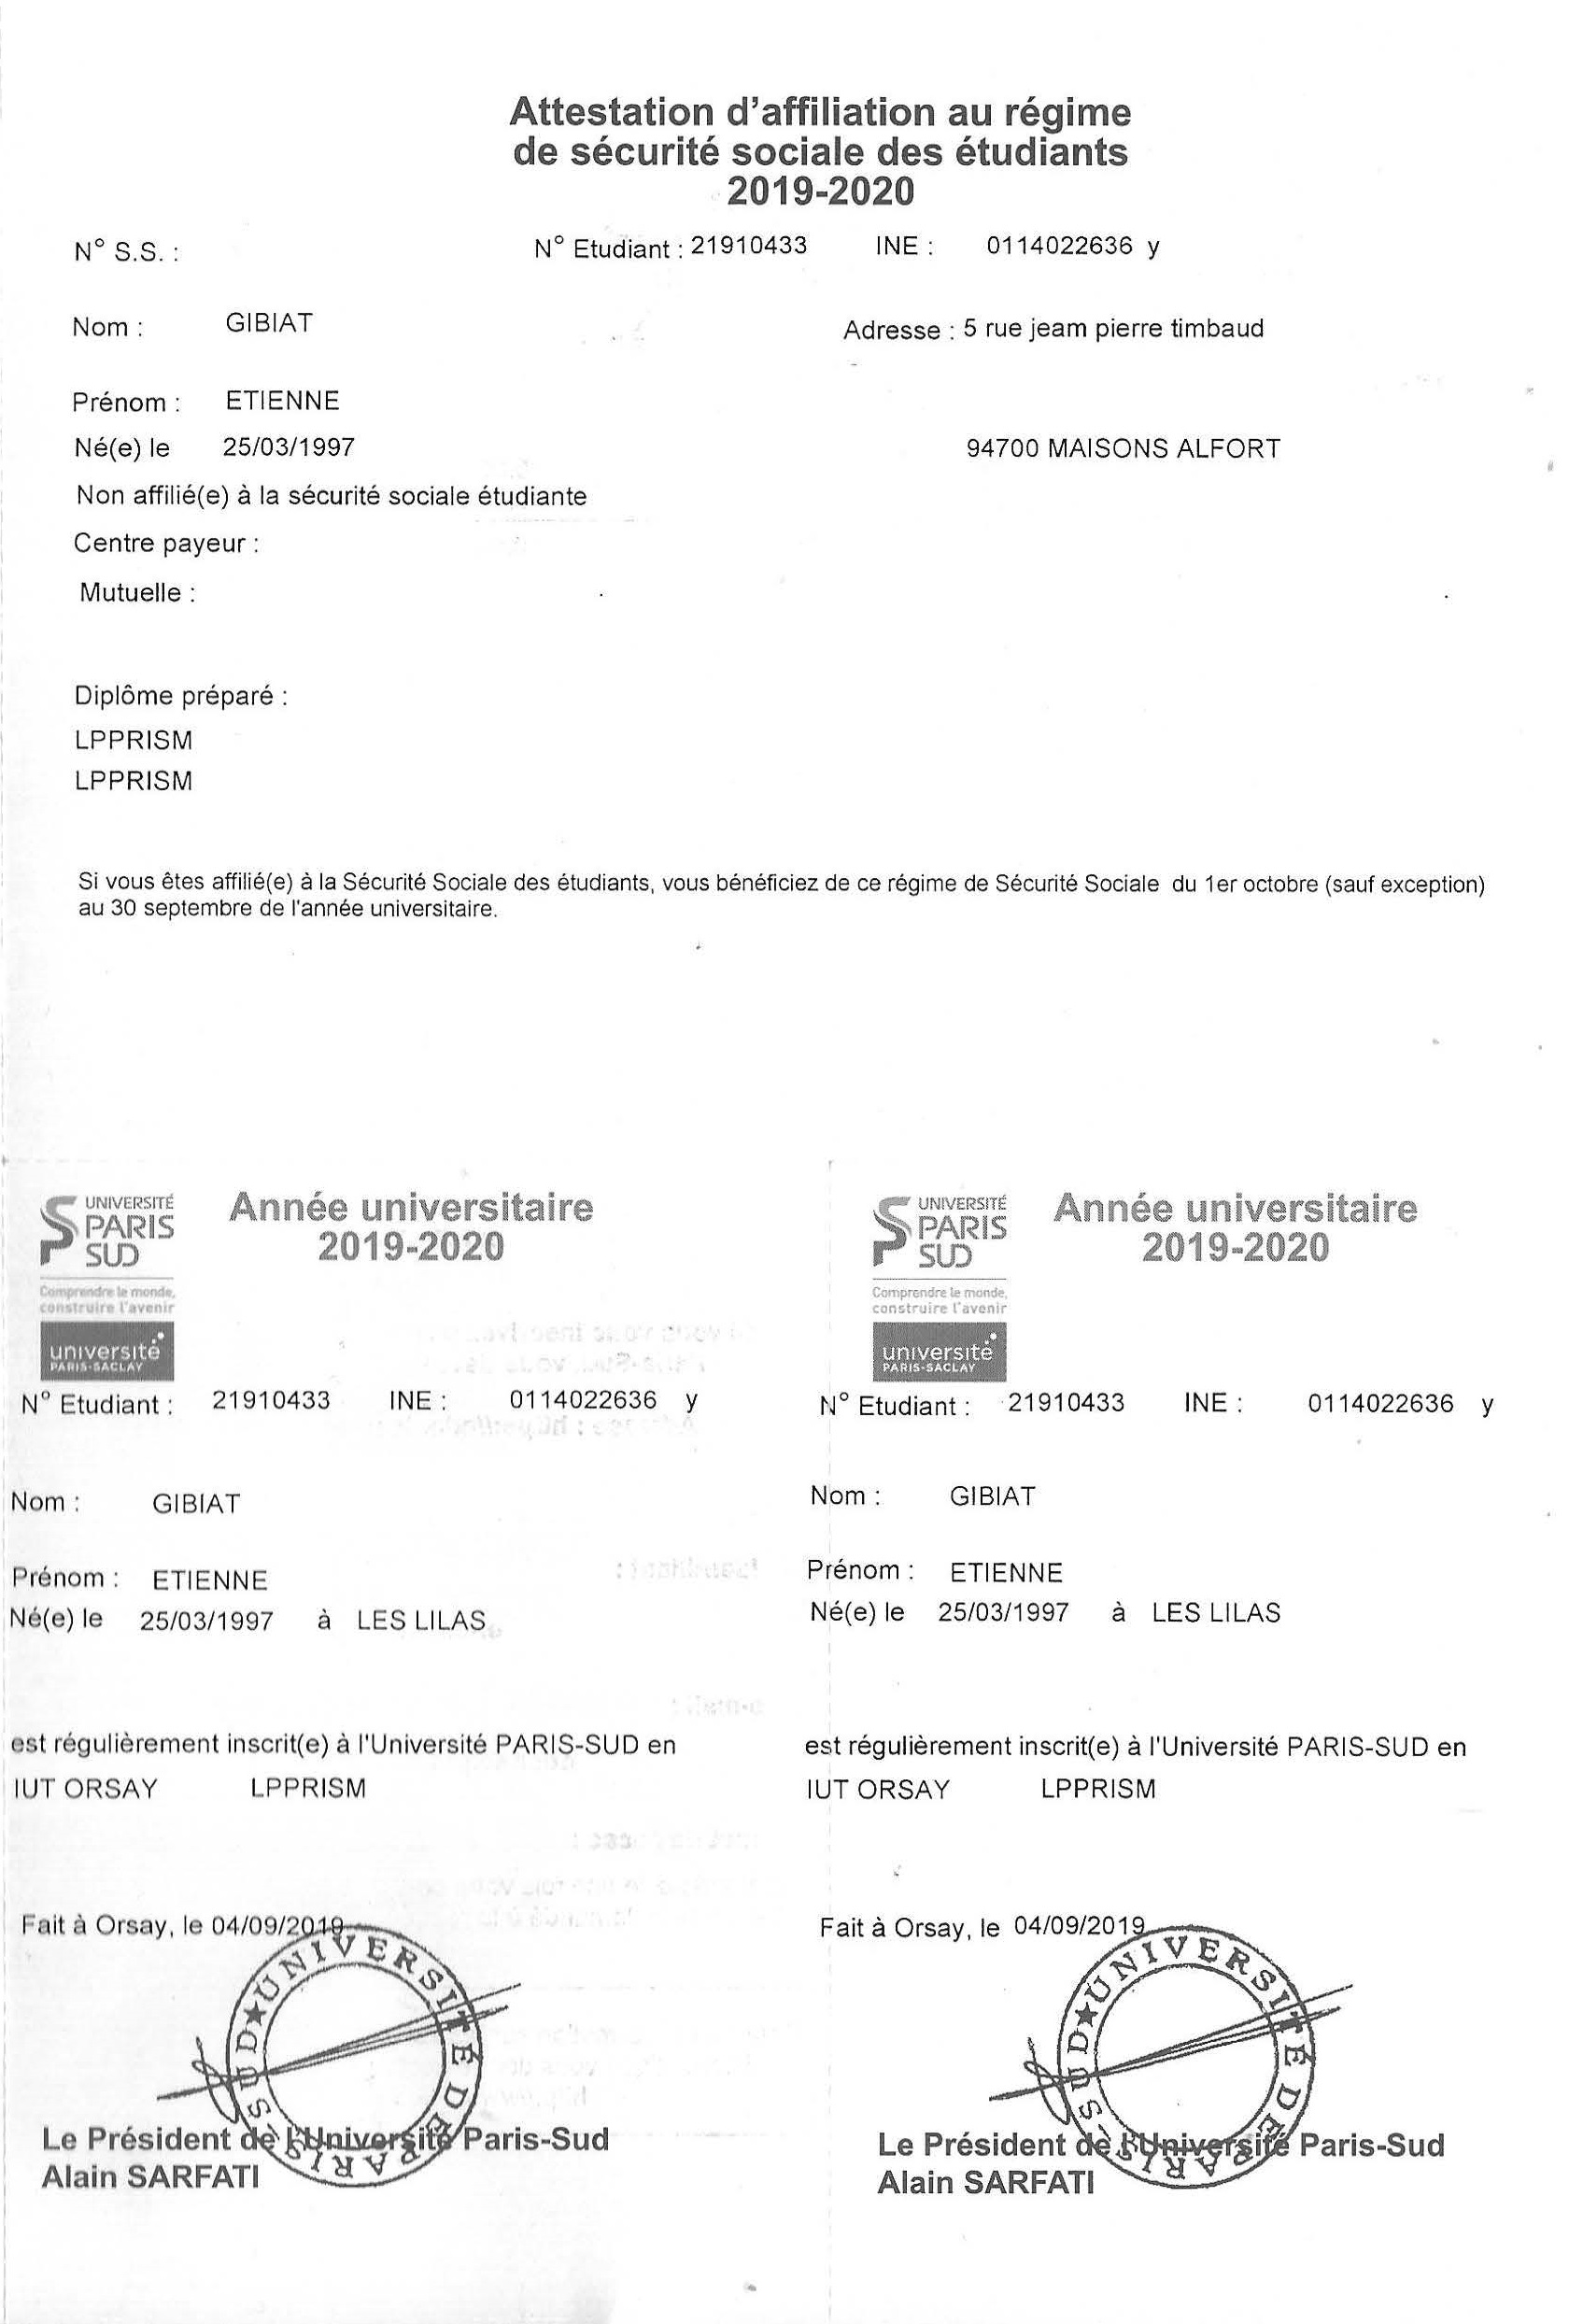 Attestation d'affiliation au régime
de sécurité sociale des étudiants
2019-2020
N° S.S. : N° Etudiant : 21910433 INE : 0114022636 y
Nom : GIBIAT Adresse : 5 rue jeam pierre timbaud
Prénom : ETIENNE
Né(e) le 25/03/1997 94700 MAISONS ALFORT
Non affilié(e) à la sécurité sociale étudiante
Centre payeur :
Mutuelle :
Diplôme préparé :
LPPRISM
LPPRISM
Si vous êtes affilié(e) à la Sécurité Sociale des étudiants, vous bénéficiez de ce régime de Sécurité Sociale du 1er octobre (sauf exception)
au 30 septembre de l'année universitaire.
UNIVERSITÉ
PARIS
SUD
Comprendre le monde,
construire l'avenir
université
PARIS-SACLAY
Année universitaire
2019-2020
N° Etudiant : 21910433 INE : 0114022636 y
Nom : GIBIAT
Prénom : ETIENNE
Né(e) le 25/03/1997 à LES LILAS
est régulièrement inscrit(e) à l'Université PARIS-SUD en
IUT ORSAY LPPRISM
Fait à Orsay, le 04/09/2019
UNIVERSITÉ DE PARIS-SUD
Le Président de l'Université Paris-Sud
Alain SARFATI
UNIVERSITÉ
PARIS
SUD
Comprendre le monde,
construire l'avenir
université
PARIS-SACLAY
Année universitaire
2019-2020
N° Etudiant : 21910433 INE : 0114022636 y
Nom : GIBIAT
Prénom : ETIENNE
Né(e) le 25/03/1997 à LES LILAS
est régulièrement inscrit(e) à l'Université PARIS-SUD en
IUT ORSAY LPPRISM
Fait à Orsay, le 04/09/2019
UNIVERSITÉ DE PARIS-SUD
Le Président de l'Université Paris-Sud
Alain SARFATI